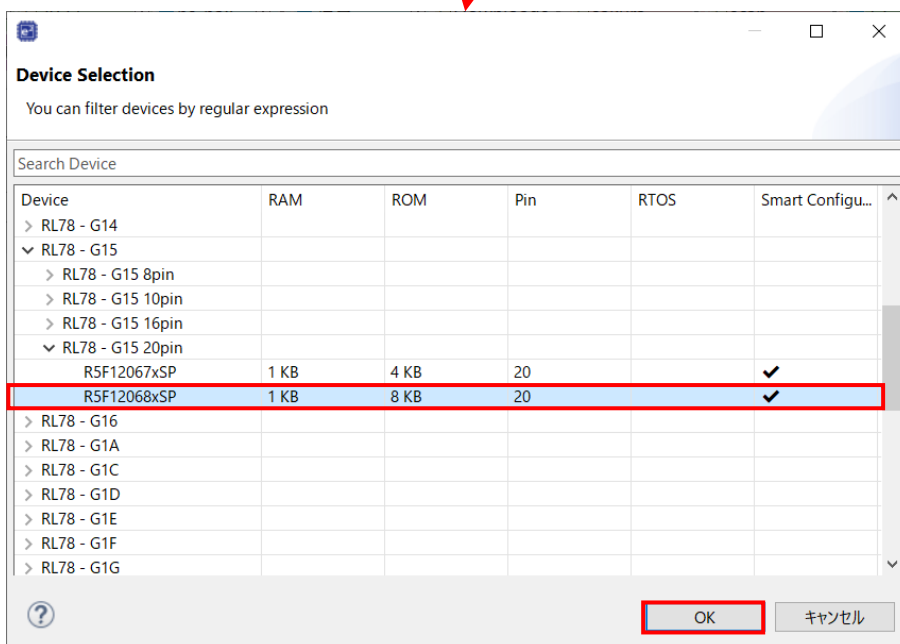 Device Selection
You can filter devices by regular expression
Search Device
Device RAM ROM Pin RTOS Smart Configu...
RL78 - G14
RL78 - G15
RL78 - G15 8pin
RL78 - G15 10pin
RL78 - G15 16pin
RL78 - G15 20pin
R5F12067xSP 1 KB 4 KB 20 ✔
R5F12068xSP 1 KB 8 KB 20 ✔
RL78 - G16
RL78 - G1A
RL78 - G1C
RL78 - G1D
RL78 - G1E
RL78 - G1F
RL78 - G1G
? OK キャンセル